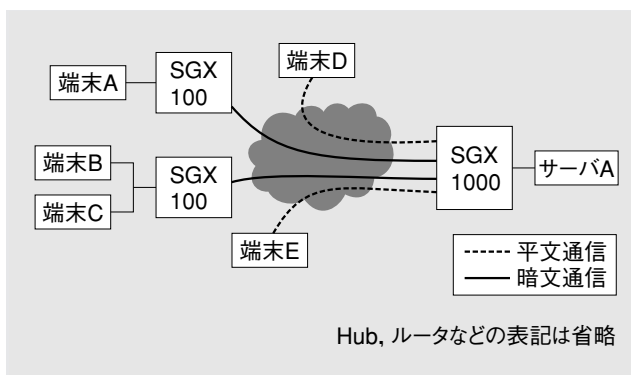 端末A
SGX
100
端末D
端末B
端末C
SGX
100
SGX
1000
サーバA
端末E
平文通信
暗文通信
Hub, ルータなどの表記は省略